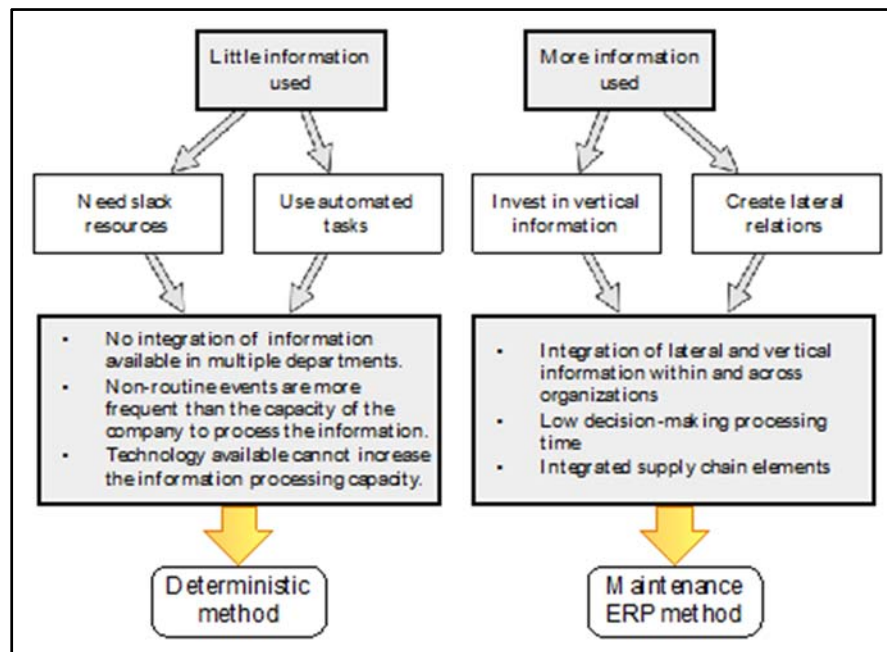 Little information
used
More information
used
Need slack
resources
Use automated
tasks
Invest in vertical
information
Create lateral
relations
• No integration of information
available in multiple departments.
• Non-routine events are more
frequent than the capacity of the
company to process the information.
• Technology available cannot increase
the information processing capacity.
• Integration of lateral and vertical
information within and across
organizations
• Low decision-making processing
time
• Integrated supply chain elements
Deterministic
method
Maintenance
ERP method